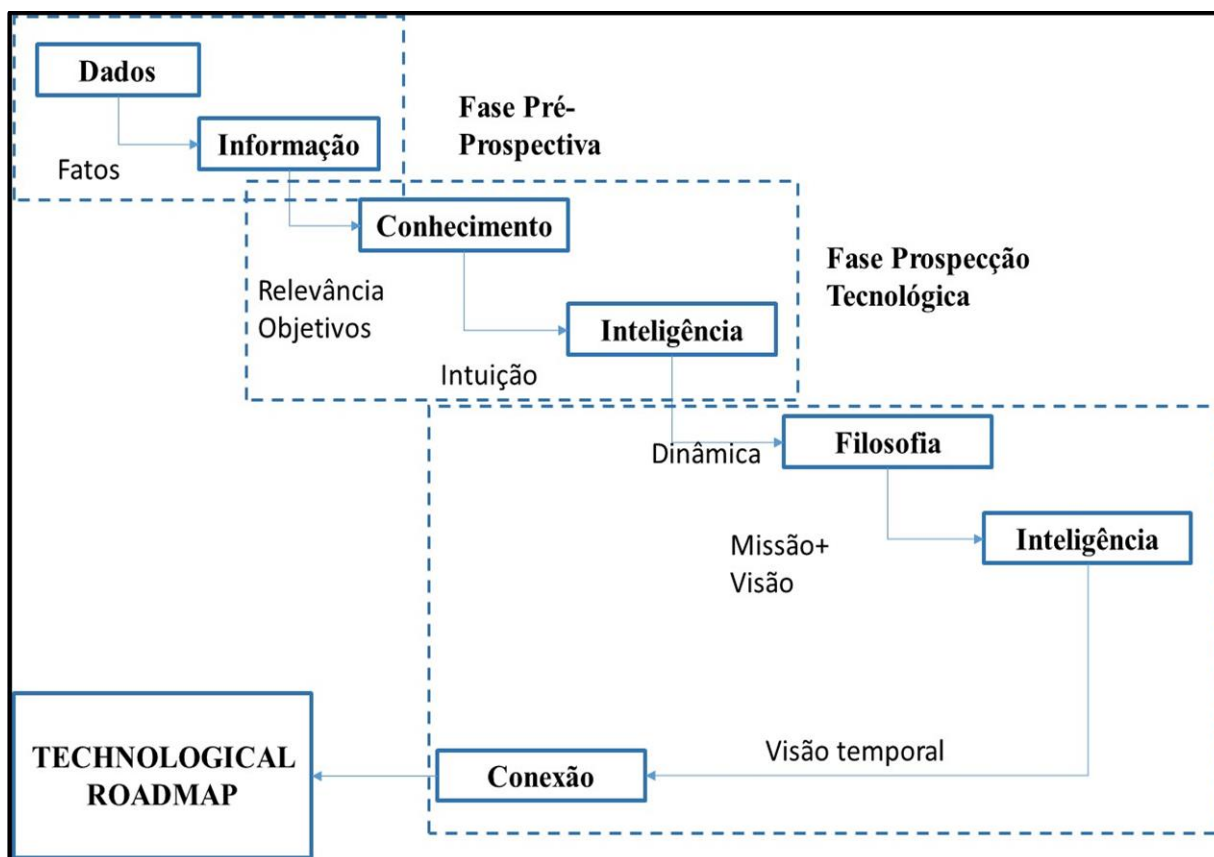 Dados
Informação
Fatos
Fase Pré-
Prospectiva
Conhecimento
Relevância
Objetivos
Fase Prospecção
Tecnológica
Inteligência
Intuição
Dinâmica
Filosofia
Missão+
Visão
Inteligência
Visão temporal
Conexão
TECHNOLOGICAL
ROADMAP